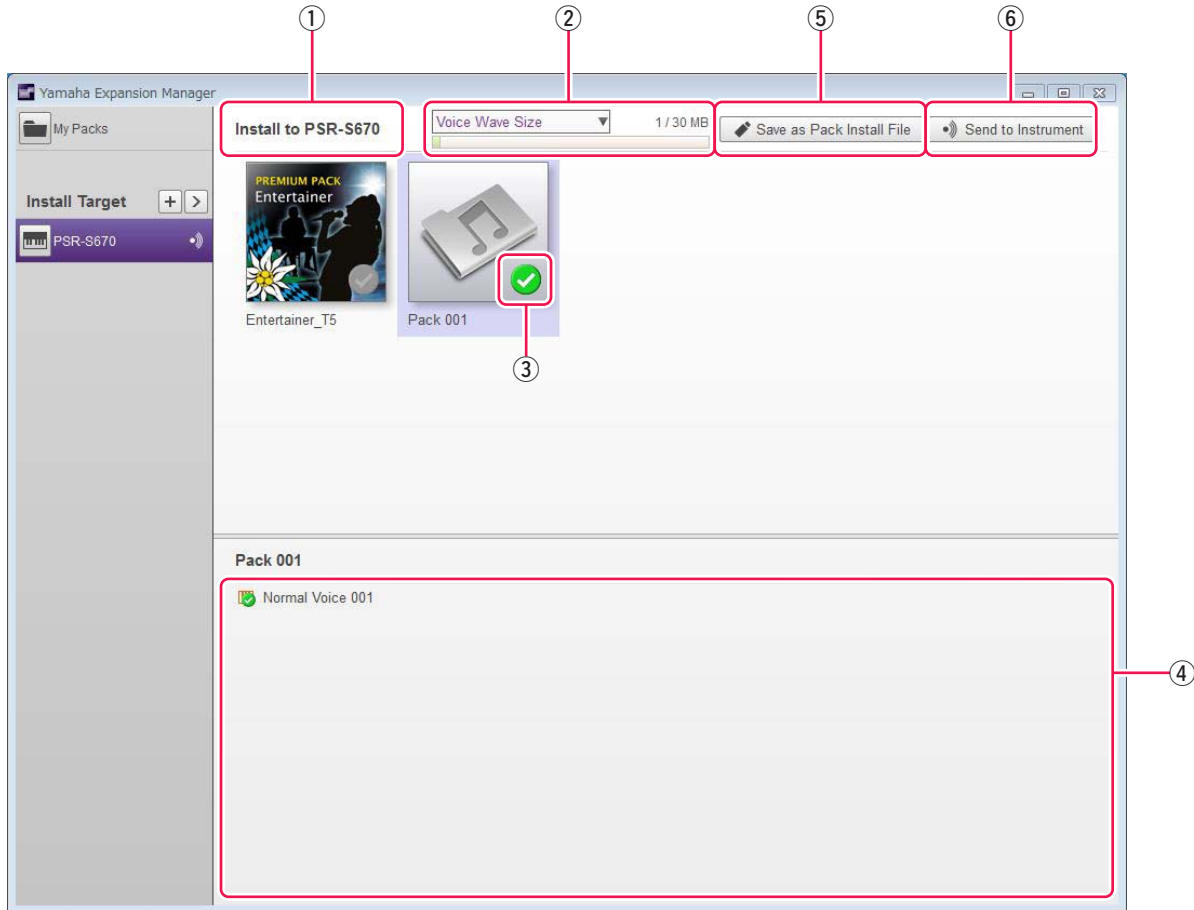 ① ② ⑤ ⑥
Yamaha Expansion Manager
My Packs
Install to PSR-S670
Voice Wave Size
1 / 30 MB
Save as Pack Install File
Send to Instrument
Install Target
PSR-S670
PREMIUM PACK
Entertainer
Entertainer_T5
Pack 001
③
Pack 001
Normal Voice 001
④